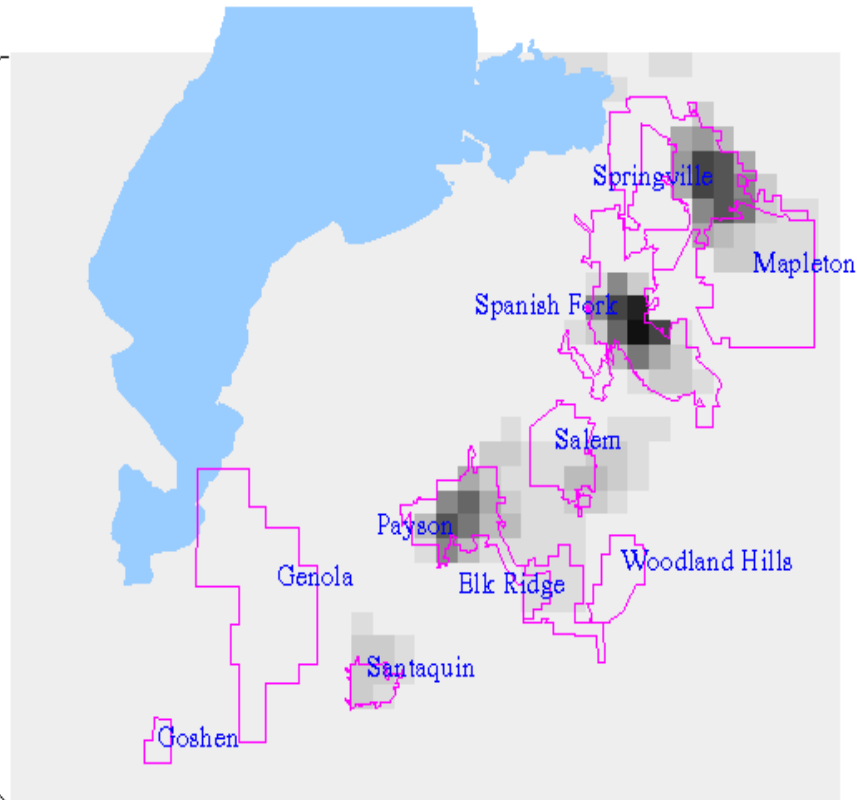 Springville
Mapleton
Spanish Fork
Salem
Payson
Woodland Hills
Genola
Elk Ridge
Santaquin
Goshen